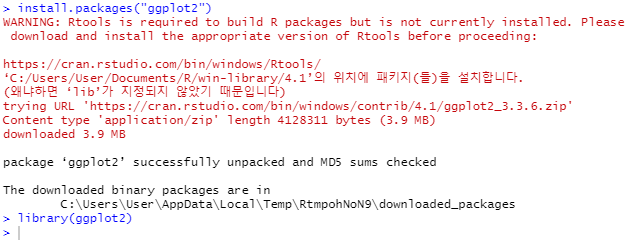 > install.packages("ggplot2")
WARNING: Rtools is required to build R packages but is not currently installed. Please
 download and install the appropriate version of Rtools before proceeding:
https://cran.rstudio.com/bin/windows/Rtools/
‘C:/Users/User/Documents/R/win-library/4.1’의 위치에 패키지(들)을 설치합니다.
(왜냐하면 ‘lib’가 지정되지 않았기 때문입니다)
trying URL 'https://cran.rstudio.com/bin/windows/contrib/4.1/ggplot2_3.3.6.zip'
Content type 'application/zip' length 4128311 bytes (3.9 MB)
downloaded 3.9 MB
package ‘ggplot2’ successfully unpacked and MD5 sums checked
The downloaded binary packages are in
        C:\Users\User\AppData\Local\Temp\RtmpohNoN9\downloaded_packages
> library(ggplot2)
>